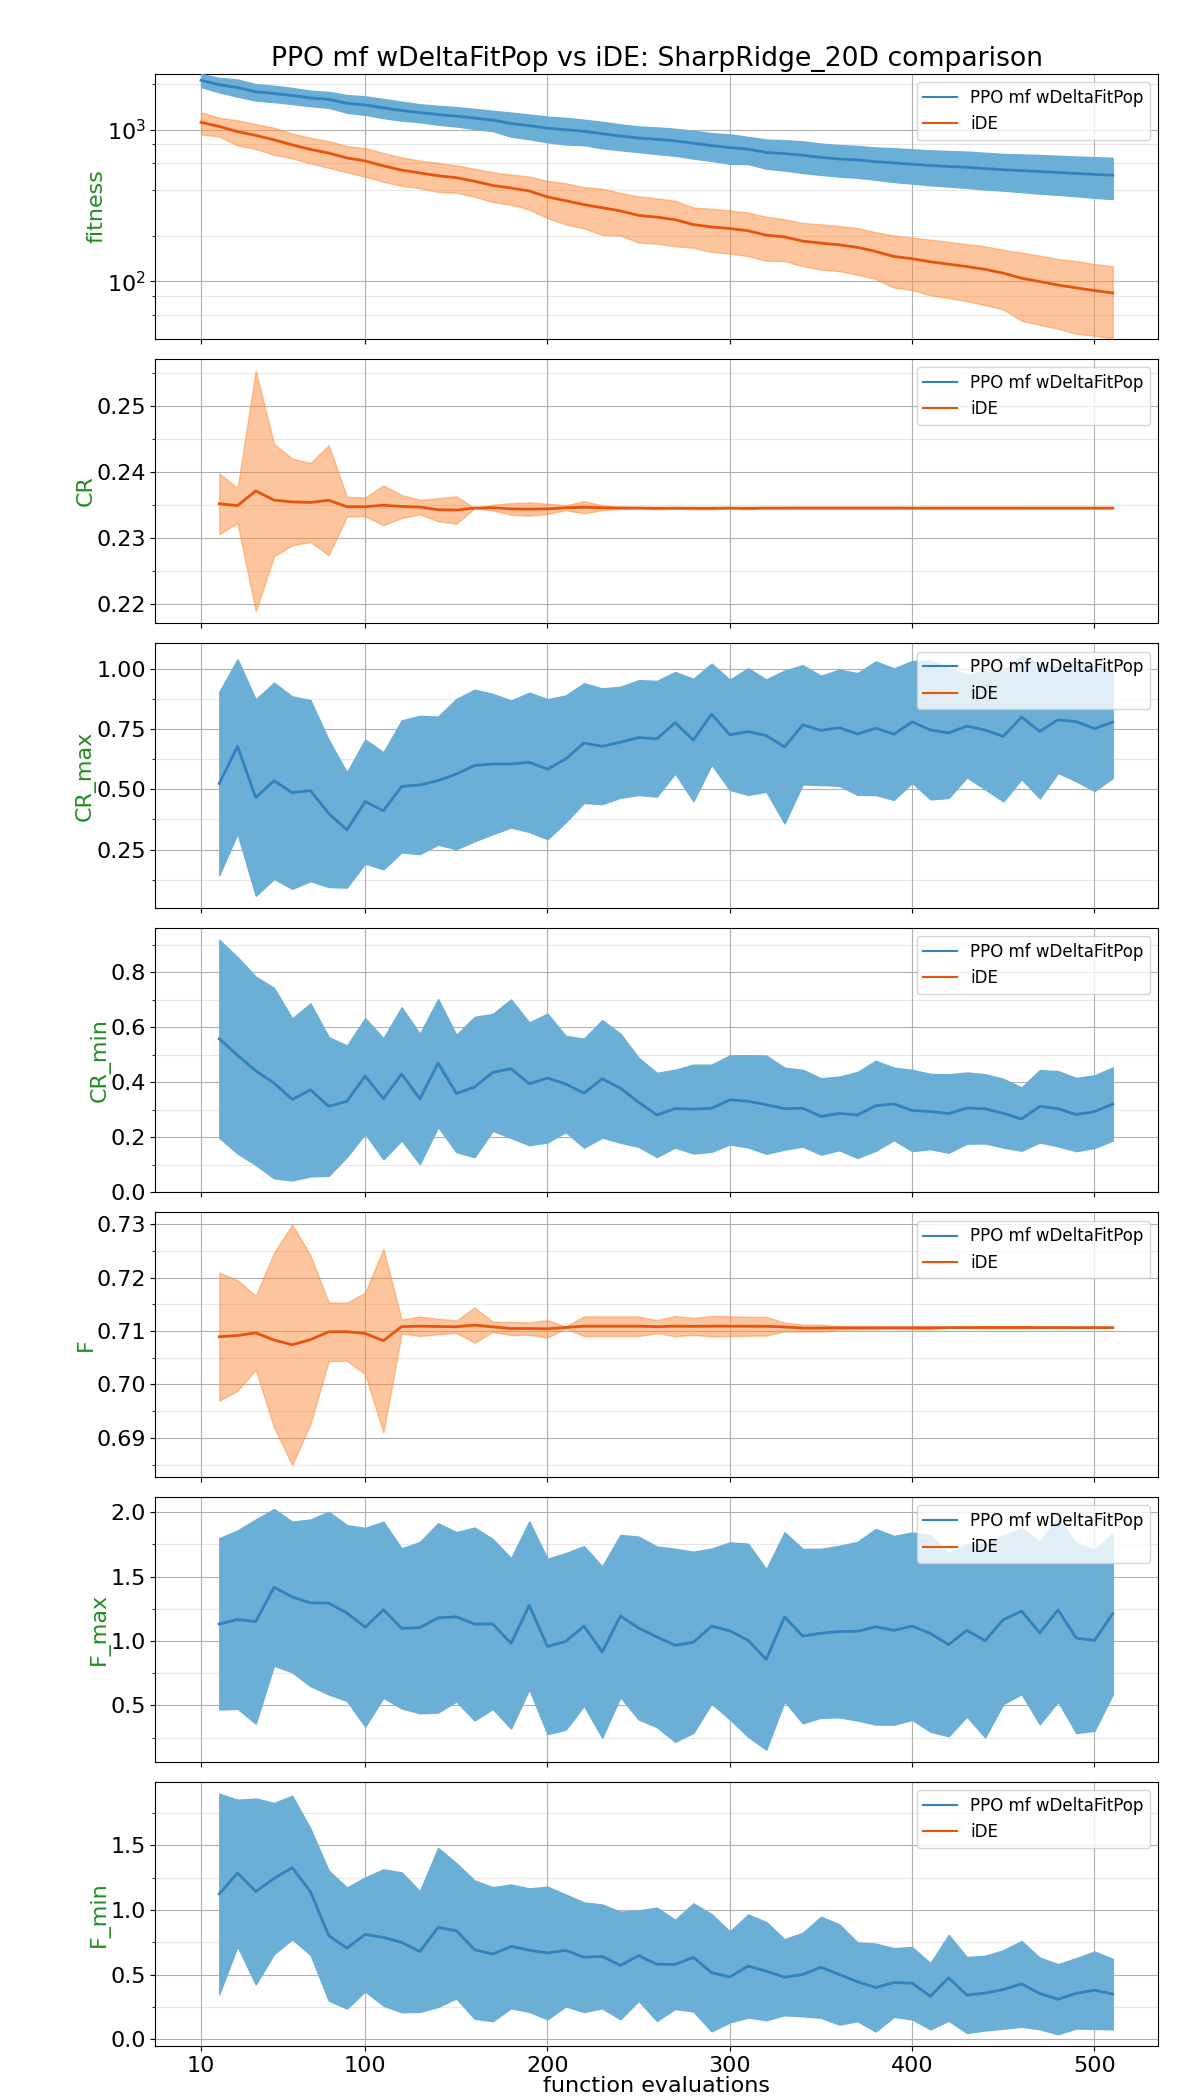 PPO mf wDeltaFitPop vs iDE: SharpRidge_20D comparison
PPO mf wDeltaFitPop
iDE
10³
10²
fitness
PPO mf wDeltaFitPop
iDE
0.25
0.24
0.23
0.22
CR
PPO mf wDeltaFitPop
iDE
1.00
0.75
0.50
0.25
CR_max
PPO mf wDeltaFitPop
iDE
0.8
0.6
0.4
0.2
0.0
CR_min
PPO mf wDeltaFitPop
iDE
0.73
0.72
0.71
0.70
0.69
F
PPO mf wDeltaFitPop
iDE
2.0
1.5
1.0
0.5
F_max
PPO mf wDeltaFitPop
iDE
1.5
1.0
0.5
0.0
F_min
10 100 200 300 400 500
function evaluations